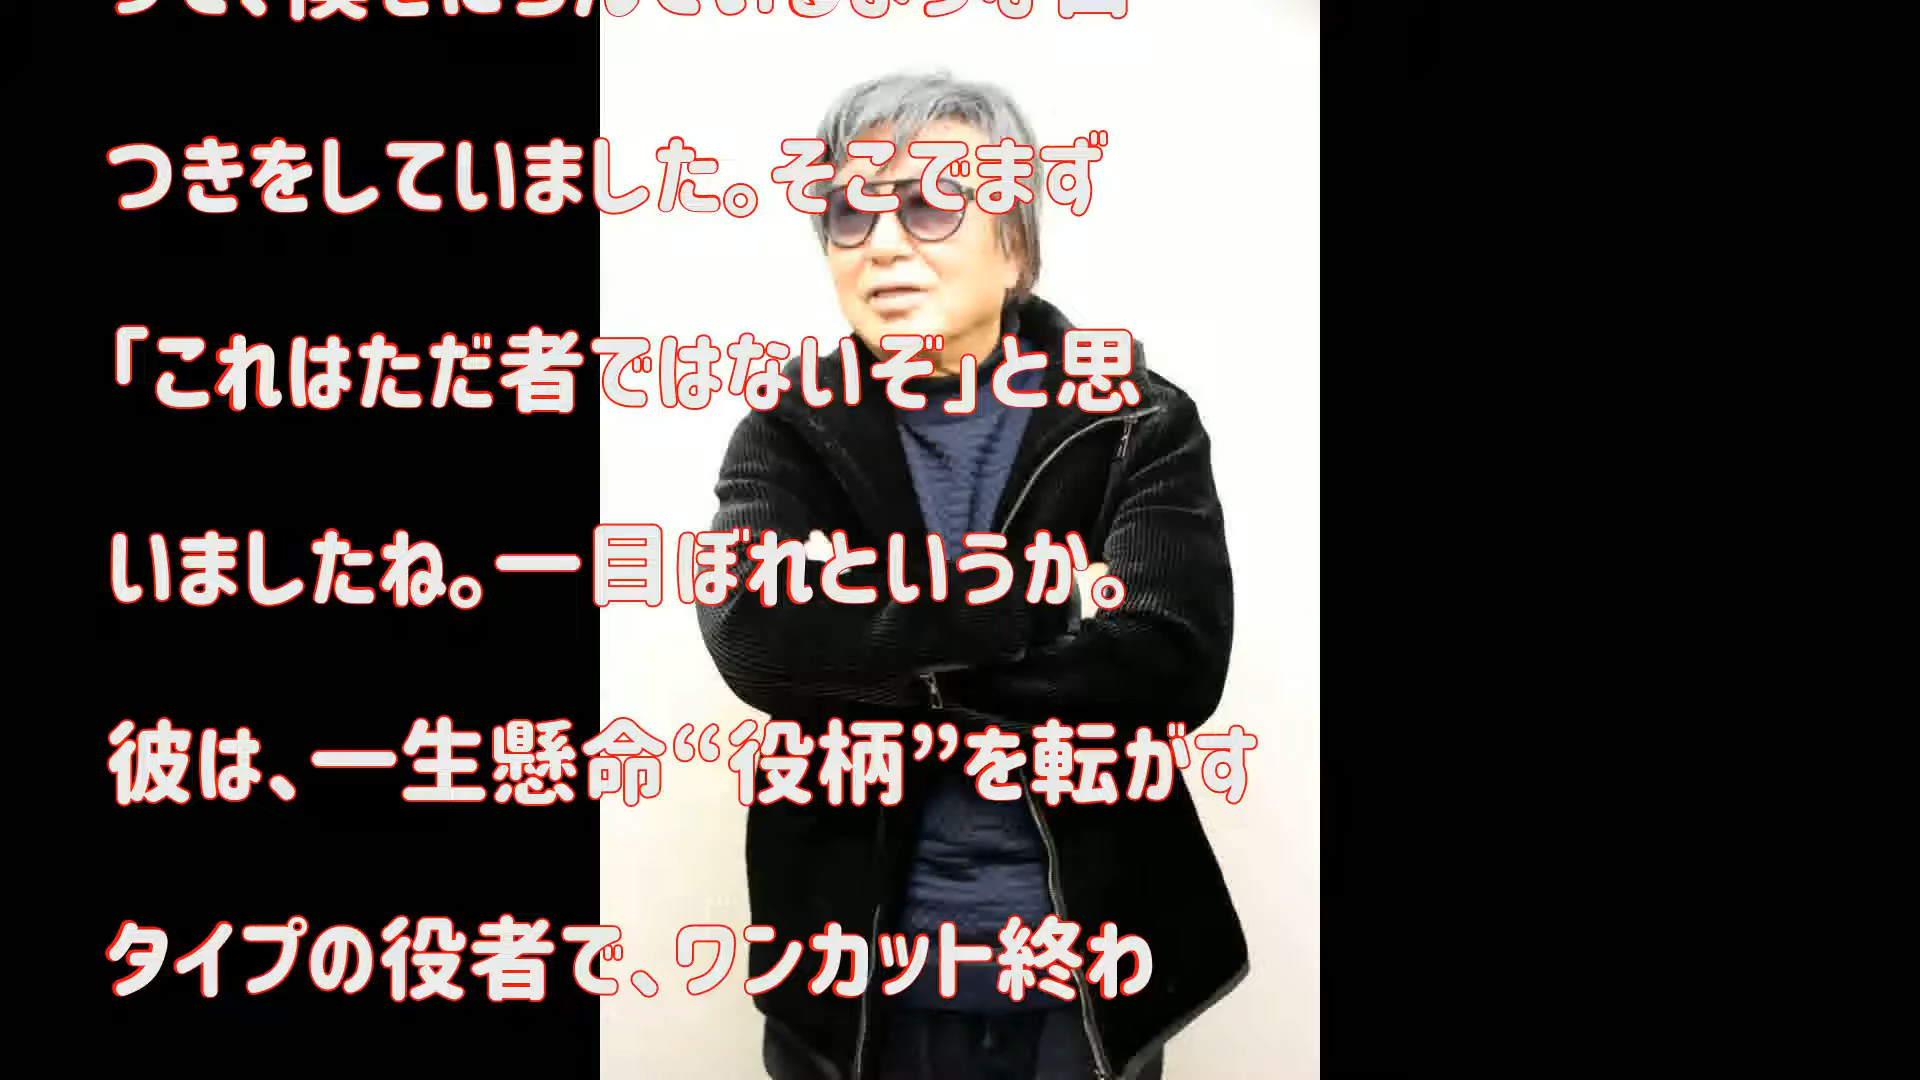 つきをしていました。そこでまず
「これはただ者ではないぞ」と思
いましたね。一目ぼれというか。
彼は、一生懸命“役柄”を転がす
タイプの役者で、ワンカット終わ